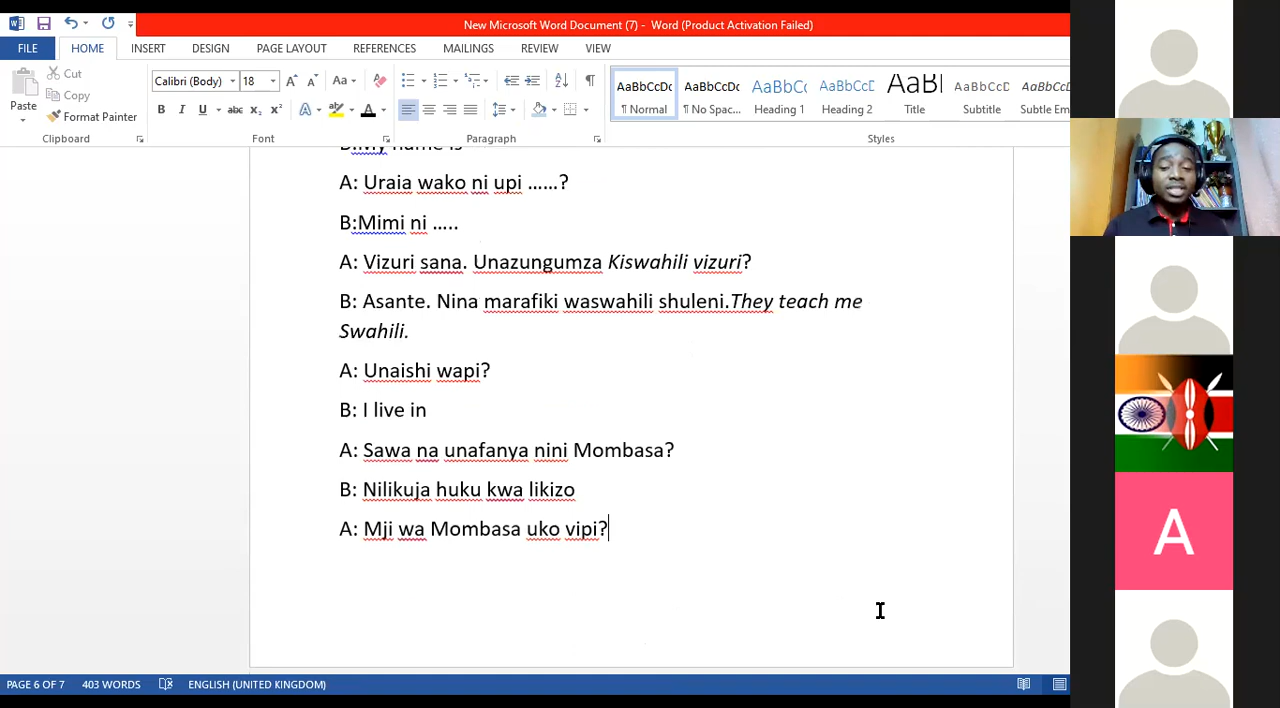 New Microsoft Word Document (7) - Word (Product Activation Failed)
FILE HOME INSERT DESIGN PAGE LAYOUT REFERENCES MAILINGS REVIEW VIEW
Cut
Copy
Format Painter
Paste
Calibri (Body) 18
Clipboard Font Paragraph Styles
AaBbCcDc AaBbCcDc AaBbCc AaBbCcD AaBl AaBbCcD AaBbCcD
¶ Normal ¶ No Spac... Heading 1 Heading 2 Title Subtitle Subtle Em
B:My name is
A: Uraia wako ni upi ……?
B:Mimi ni …..
A: Vizuri sana. Unazungumza Kiswahili vizuri?
B: Asante. Nina marafiki waswahili shuleni.They teach me
Swahili.
A: Unaishi wapi?
B: I live in
A: Sawa na unafanya nini Mombasa?
B: Nilikuja huku kwa likizo
A: Mji wa Mombasa uko vipi?
A
PAGE 6 OF 7 403 WORDS ENGLISH (UNITED KINGDOM)